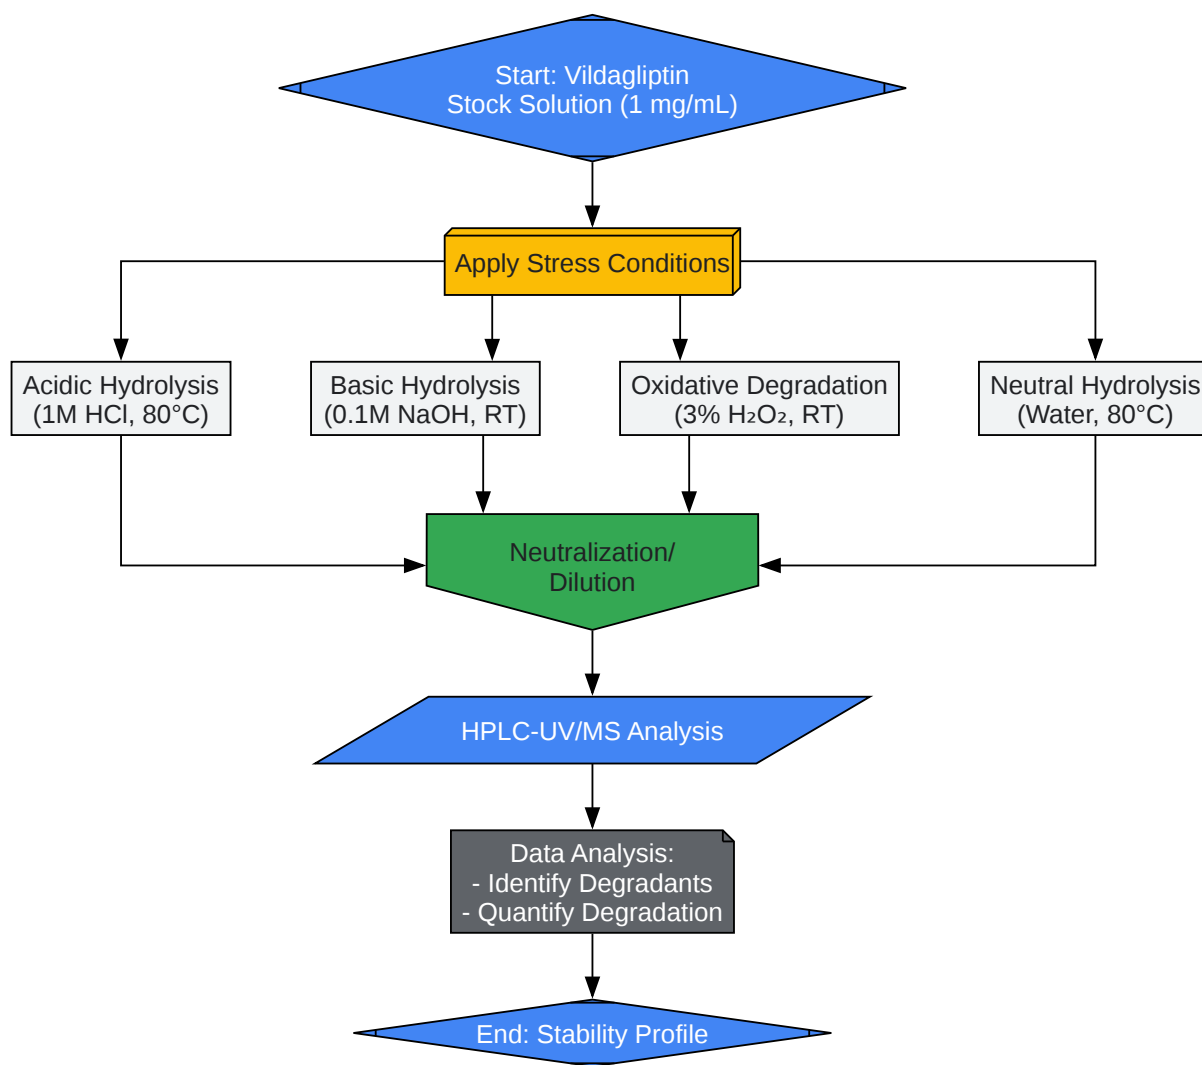 Start: Vildagliptin
Stock Solution (1 mg/mL)
Apply Stress Conditions
Acidic Hydrolysis
(1M HCl, 80°C)
Basic Hydrolysis
(0.1M NaOH, RT)
Oxidative Degradation
(3% H₂O₂, RT)
Neutral Hydrolysis
(Water, 80°C)
Neutralization/
Dilution
HPLC-UV/MS Analysis
Data Analysis:
- Identify Degradants
- Quantify Degradation
End: Stability Profile